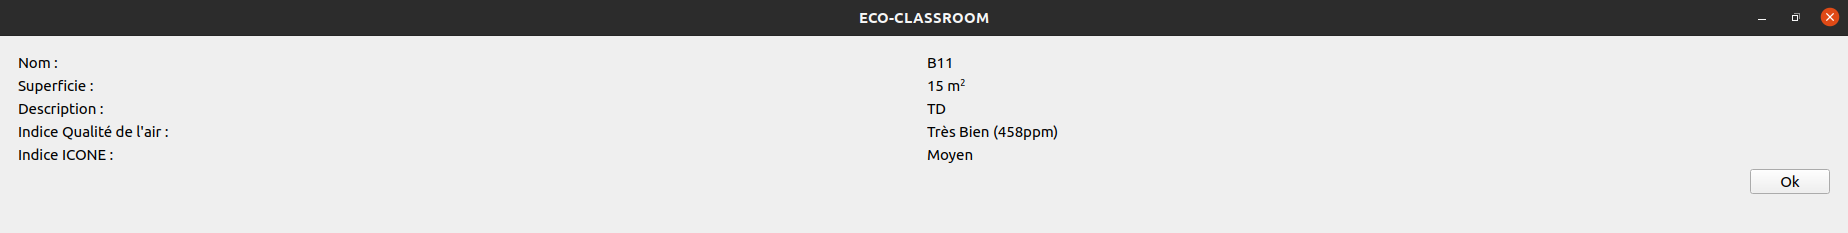 ECO-CLASSROOM
Nom : B11
Superficie : 15 m²
Description : TD
Indice Qualité de l'air : Très Bien (458ppm)
Indice ICONE : Moyen
Ok